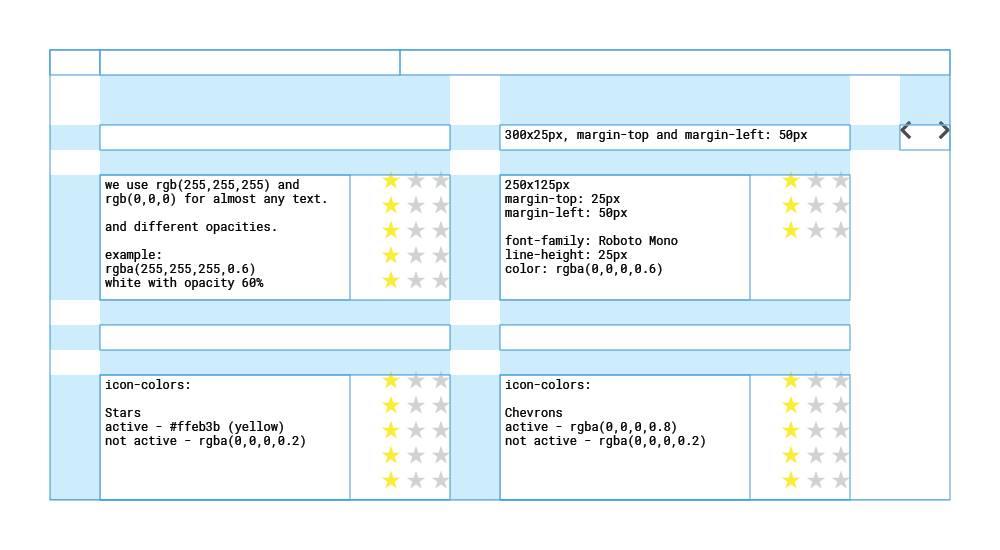 300x25px, margin-top and margin-left: 50px
we use rgb(255,255,255) and
rgb(0,0,0) for almost any text.
and different opacities.
example:
rgba(255,255,255,0.6)
white with opacity 60%
250x125px
margin-top: 25px
margin-left: 50px
font-family: Roboto Mono
line-height: 25px
color: rgba(0,0,0,0.6)
icon-colors:
Stars
active - #ffeb3b (yellow)
not active - rgba(0,0,0,0.2)
icon-colors:
Chevrons
active - rgba(0,0,0,0.8)
not active - rgba(0,0,0,0.2)